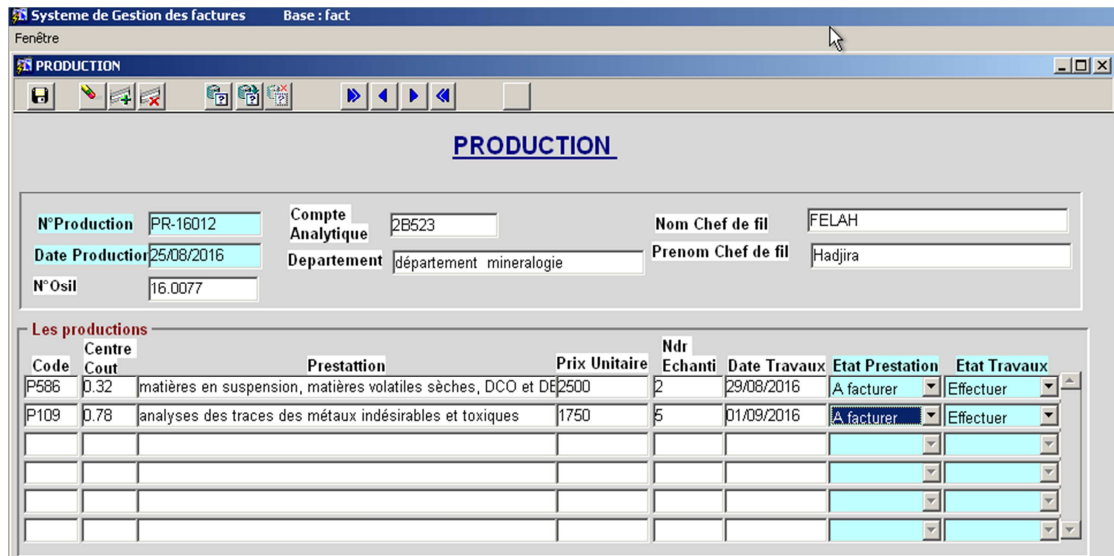 Systeme de Gestion des factures Base : fact
Fenêtre
PRODUCTION
PRODUCTION
N°Production PR-16012
Date Production 25/08/2016
N°Osil 16.0077
Compte Analytique 2B523
Departement département mineralogie
Nom Chef de fil FELAH
Prenom Chef de fil Hadjira
Les productions
Code Centre Cout Prestattion Prix Unitaire Ndr Echanti Date Travaux Etat Prestation Etat Travaux
P586 0.32 matières en suspension, matières volatiles sèches, DCO et DE 2500 2 29/08/2016 A facturer Effectuer
P109 0.78 analyses des traces des métaux indésirables et toxiques 1750 5 01/09/2016 A facturer Effectuer